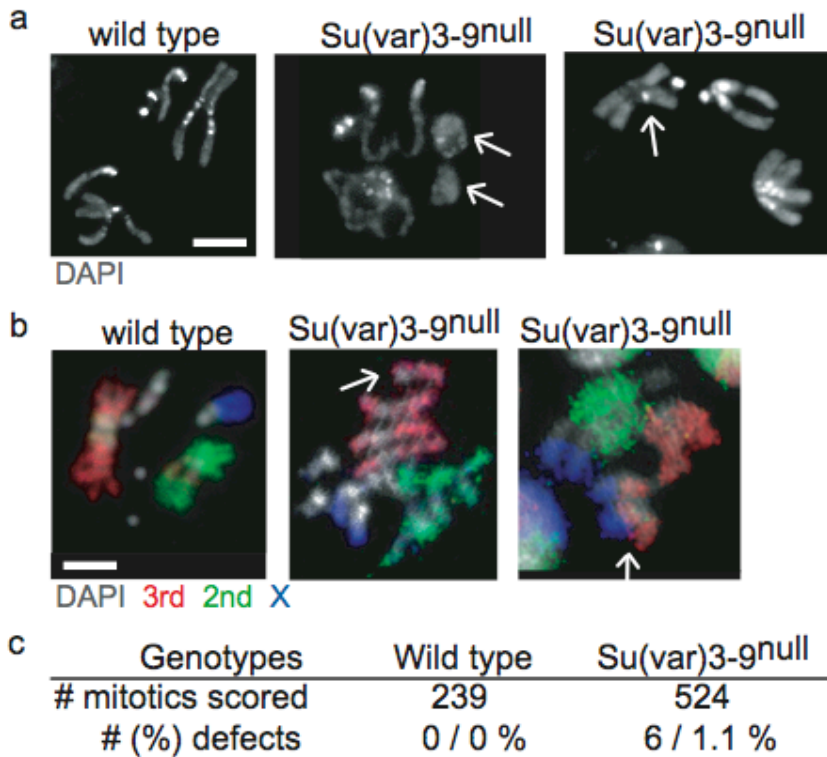 a
wild type Su(var)3-9null Su(var)3-9null
DAPI
b
wild type Su(var)3-9null Su(var)3-9null
DAPI 3rd 2nd X
c
Genotypes Wild type Su(var)3-9null
# mitotics scored 239 524
# (%) defects 0 / 0 % 6 / 1.1 %